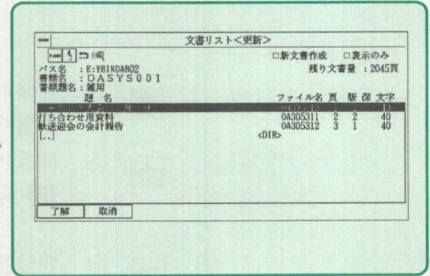 文書リスト<更新>
□新文書作成 □表示のみ
パス名 : E:¥BINDAB02 残り文書量 : 2045頁
書類名 : OASYS001
書類題名 : 雑用
題 名 ファイル名 頁 版 保 文字
打ち合わせ用資料 OA305311 2 2 40
歓送迎会の会計報告 OA305312 3 1 40
[..] <DIR>
了解 取消